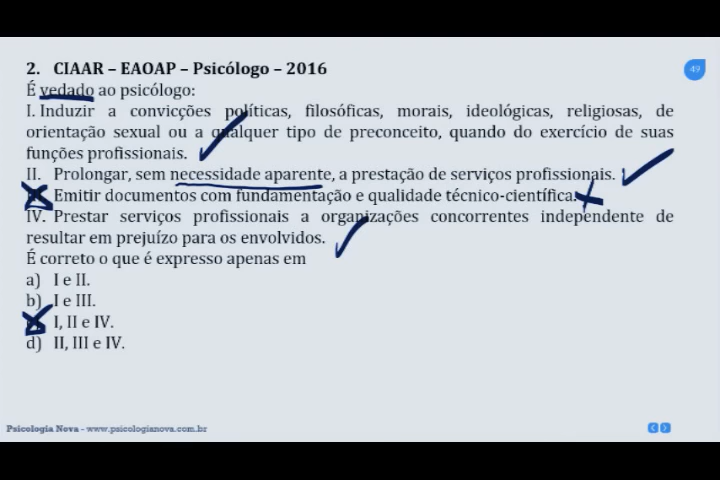 49
2. CIAAR – EAOAP – Psicólogo – 2016
É vedado ao psicólogo:
I. Induzir a convicções políticas, filosóficas, morais, ideológicas, religiosas, de
orientação sexual ou a qualquer tipo de preconceito, quando do exercício de suas
funções profissionais.
II. Prolongar, sem necessidade aparente, a prestação de serviços profissionais.
Emitir documentos com fundamentação e qualidade técnico-científica.
IV. Prestar serviços profissionais a organizações concorrentes independente de
resultar em prejuízo para os envolvidos.
É correto o que é expresso apenas em
a) I e II.
b) I e III.
I, II e IV.
d) II, III e IV.
Psicologia Nova - www.psicologianova.com.br